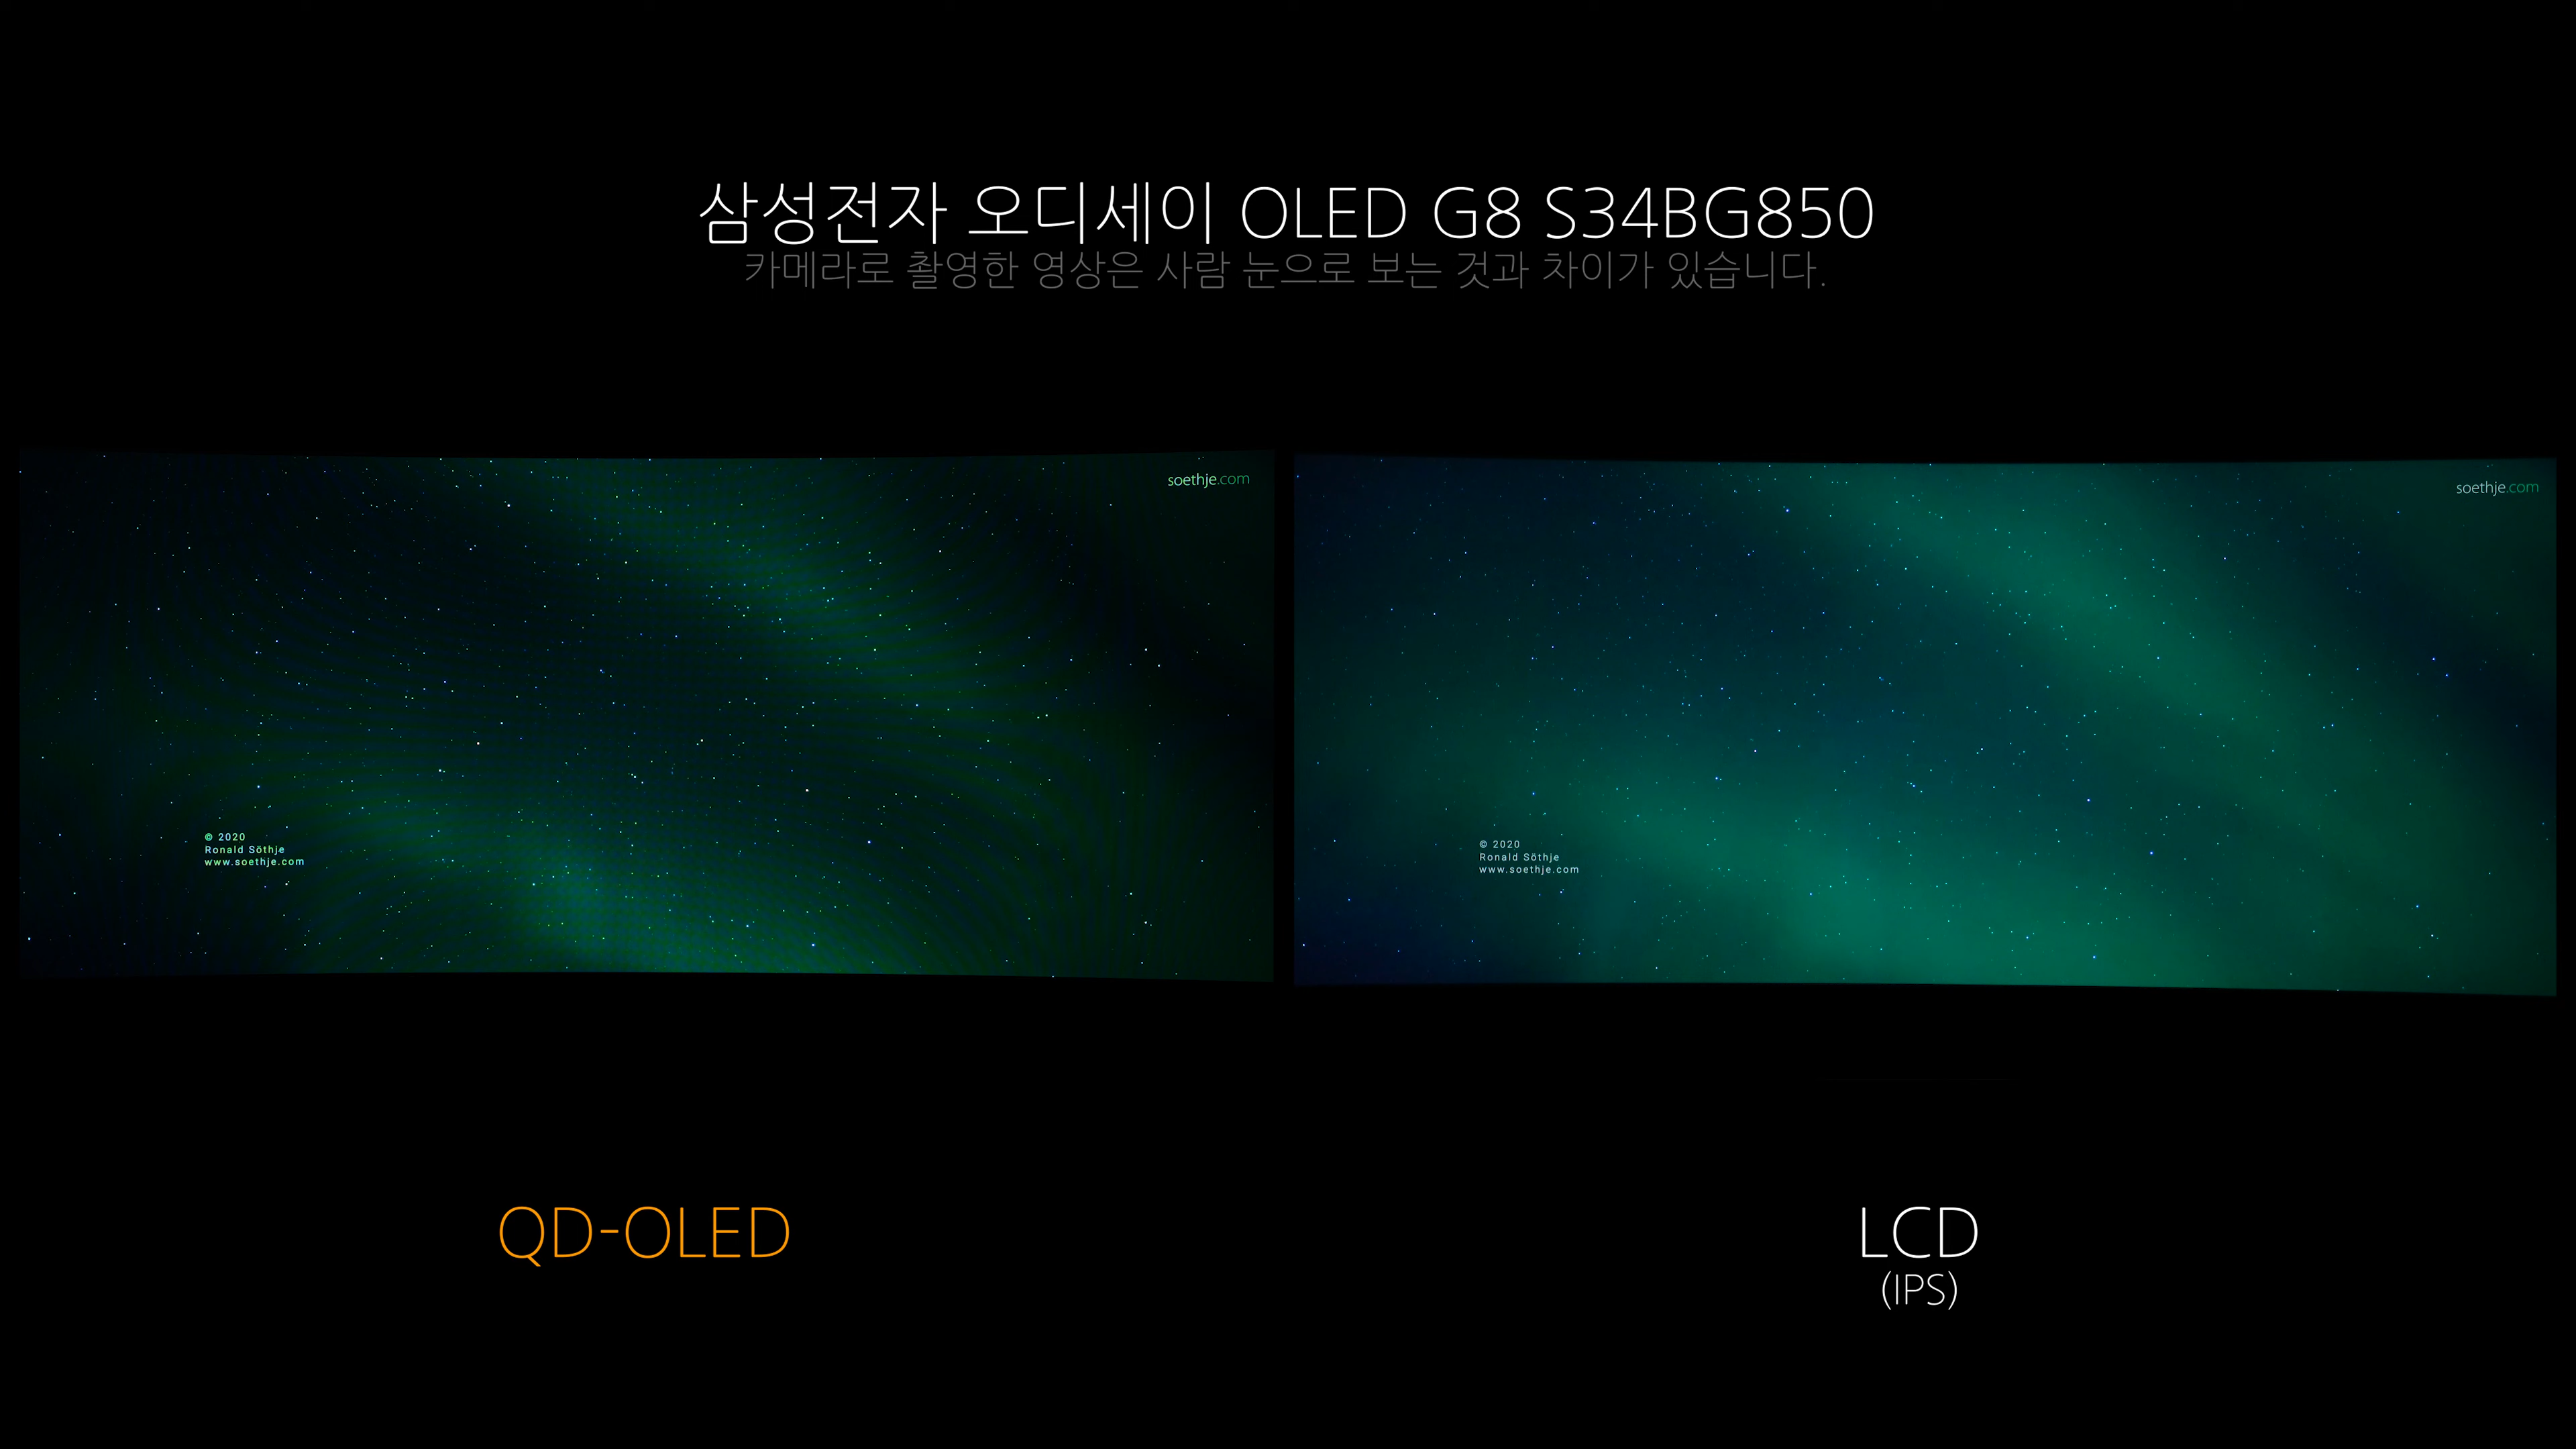 삼성전자 오디세이 OLED G8 S34BG850
카메라로 촬영한 영상은 사람 눈으로 보는 것과 차이가 있습니다.
soethje.com
© 2020
Ronald Söthje
www.soethje.com
soethje.com
© 2020
Ronald Söthje
www.soethje.com
QD-OLED
LCD
(IPS)